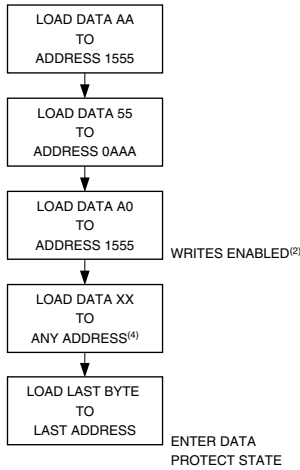 LOAD DATA AA
TO
ADDRESS 1555
LOAD DATA 55
TO
ADDRESS 0AAA
LOAD DATA A0
TO
ADDRESS 1555
WRITES ENABLED(2)
LOAD DATA XX
TO
ANY ADDRESS(4)
LOAD LAST BYTE
TO
LAST ADDRESS
ENTER DATA
PROTECT STATE